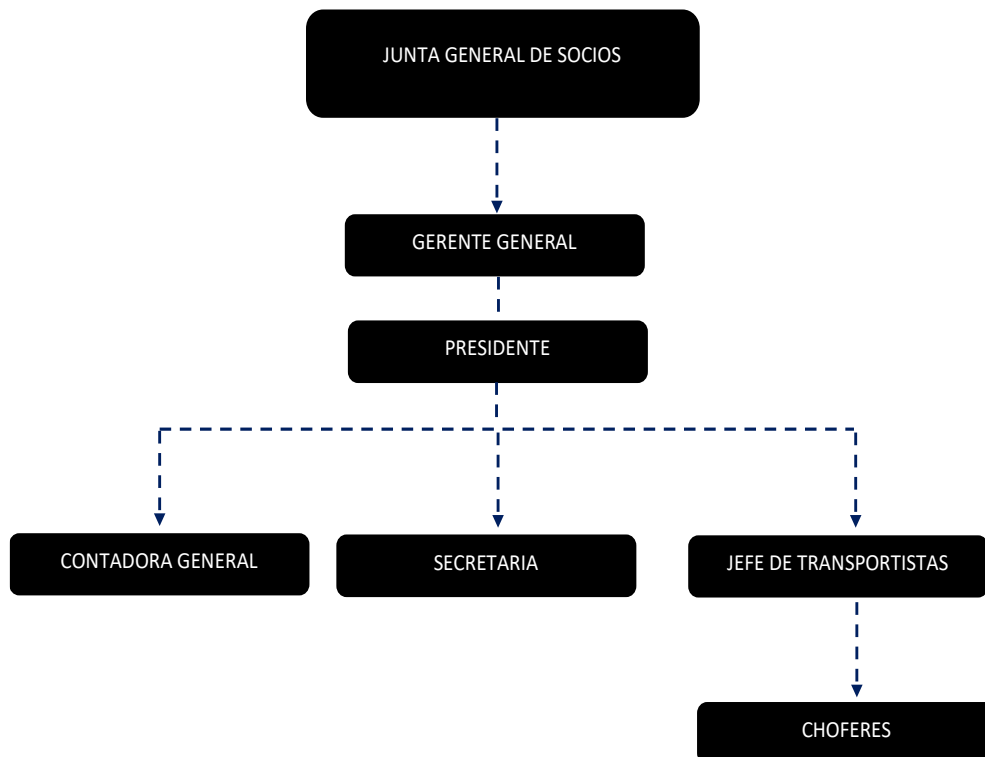 JUNTA GENERAL DE SOCIOS
GERENTE GENERAL
PRESIDENTE
CONTADORA GENERAL
SECRETARIA
JEFE DE TRANSPORTISTAS
CHOFERES